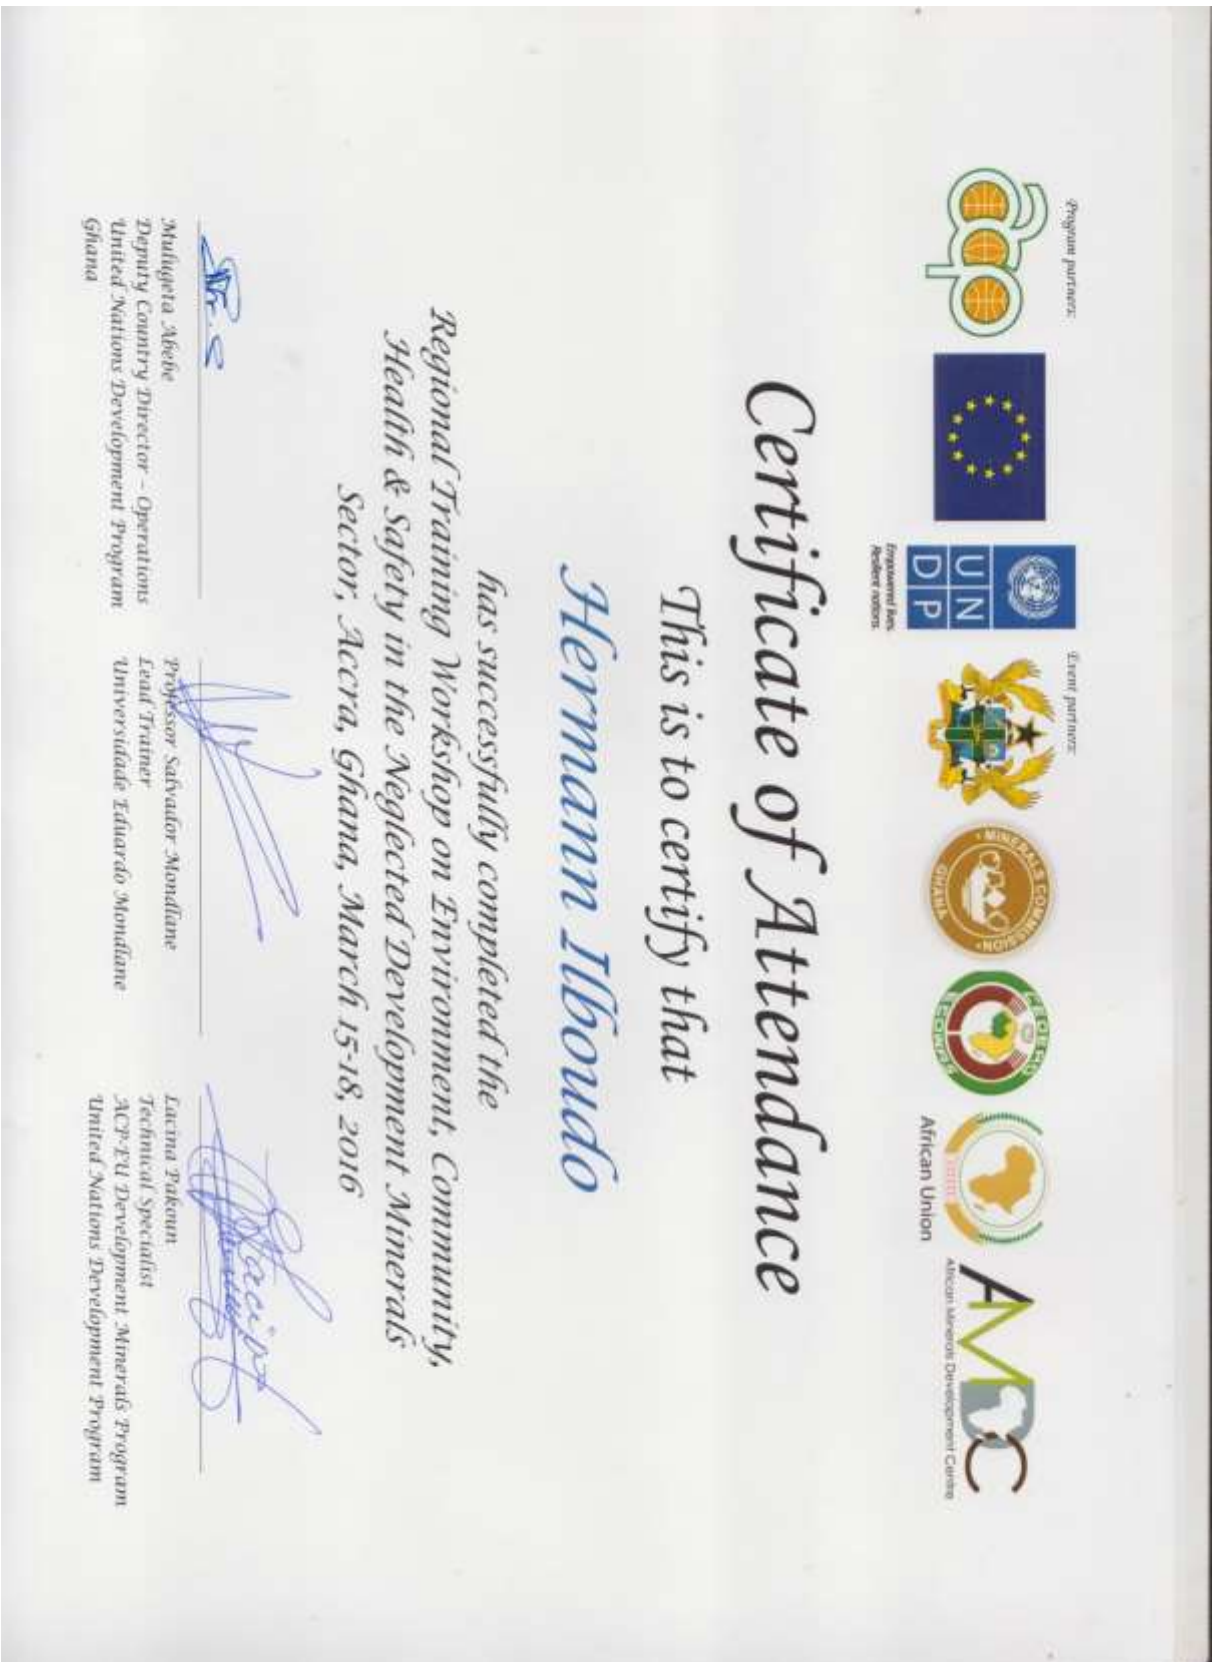 Program partners:
Event partners:
acp
U N
D P
Empowered lives.
Resilient nations.
MINERALS COMMISSION
GHANA
CEDEAO
ECOWAS
African Union
AMDC
African Minerals Development Centre
Certificate of Attendance
This is to certify that
Hermann Ilboudo
has successfully completed the
Regional Training Workshop on Environment, Community,
Health & Safety in the Neglected Development Minerals
Sector, Accra, Ghana, March 15-18, 2016
Mulugeta Abebe
Deputy Country Director – Operations
United Nations Development Program
Ghana
Professor Salvador Mondlane
Lead Trainer
Universidade Eduardo Mondlane
Lacina Pakoun
Technical Specialist
ACP-EU Development Minerals Program
United Nations Development Program